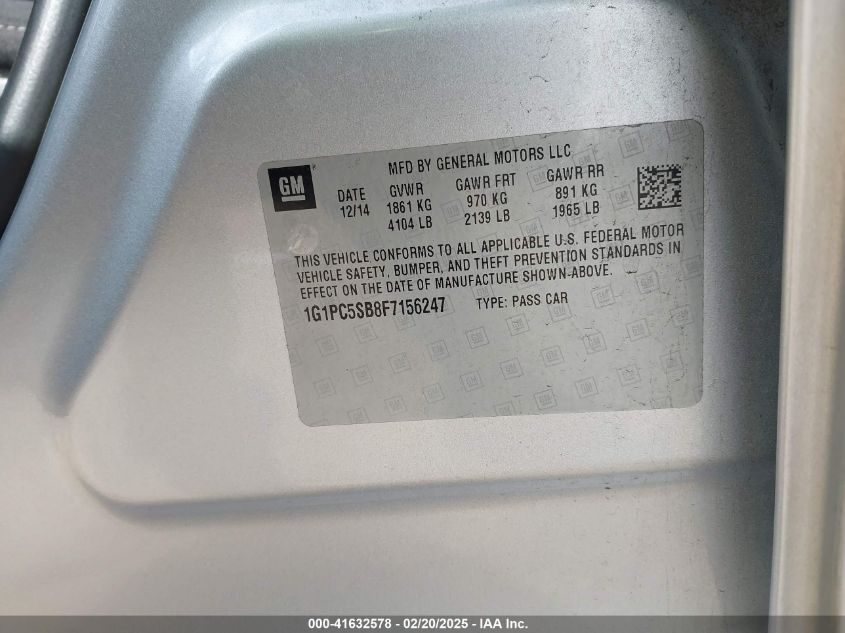 GM
MFD BY GENERAL MOTORS LLC
DATE GVWR GAWR FRT GAWR RR
12/14 1861 KG 970 KG 891 KG
4104 LB 2139 LB 1965 LB
THIS VEHICLE CONFORMS TO ALL APPLICABLE U.S. FEDERAL MOTOR
VEHICLE SAFETY, BUMPER, AND THEFT PREVENTION STANDARDS IN
EFFECT ON THE DATE OF MANUFACTURE SHOWN-ABOVE.
1G1PC5SB8F7156247 TYPE: PASS CAR
000-41632578 - 02/20/2025 - IAA Inc.